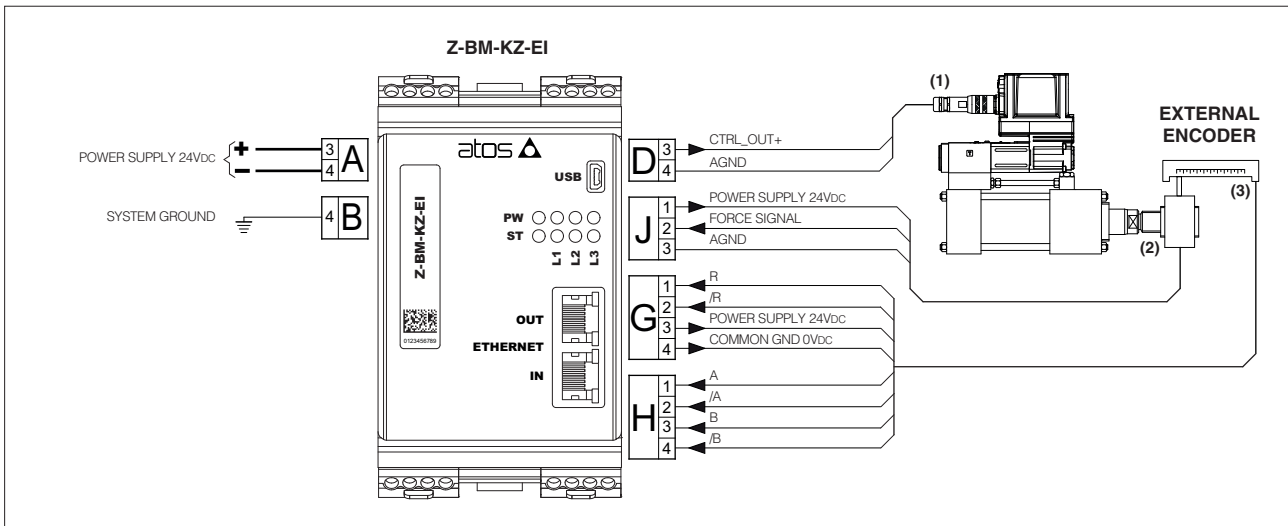 Z-BM-KZ-EI
POWER SUPPLY 24VDC
+
-
3
4
A
SYSTEM GROUND
4
B
atos
USB
PW
ST
L1
L2
L3
Z-BM-KZ-EI
0123456789
OUT
ETHERNET
IN
D
3
4
CTRL_OUT+
AGND
J
1
2
3
POWER SUPPLY 24VDC
FORCE SIGNAL
AGND
G
1
2
3
4
R
/R
POWER SUPPLY 24VDC
COMMON GND 0VDC
H
1
2
3
4
A
/A
B
/B
(1)
EXTERNAL
ENCODER
(3)
(2)